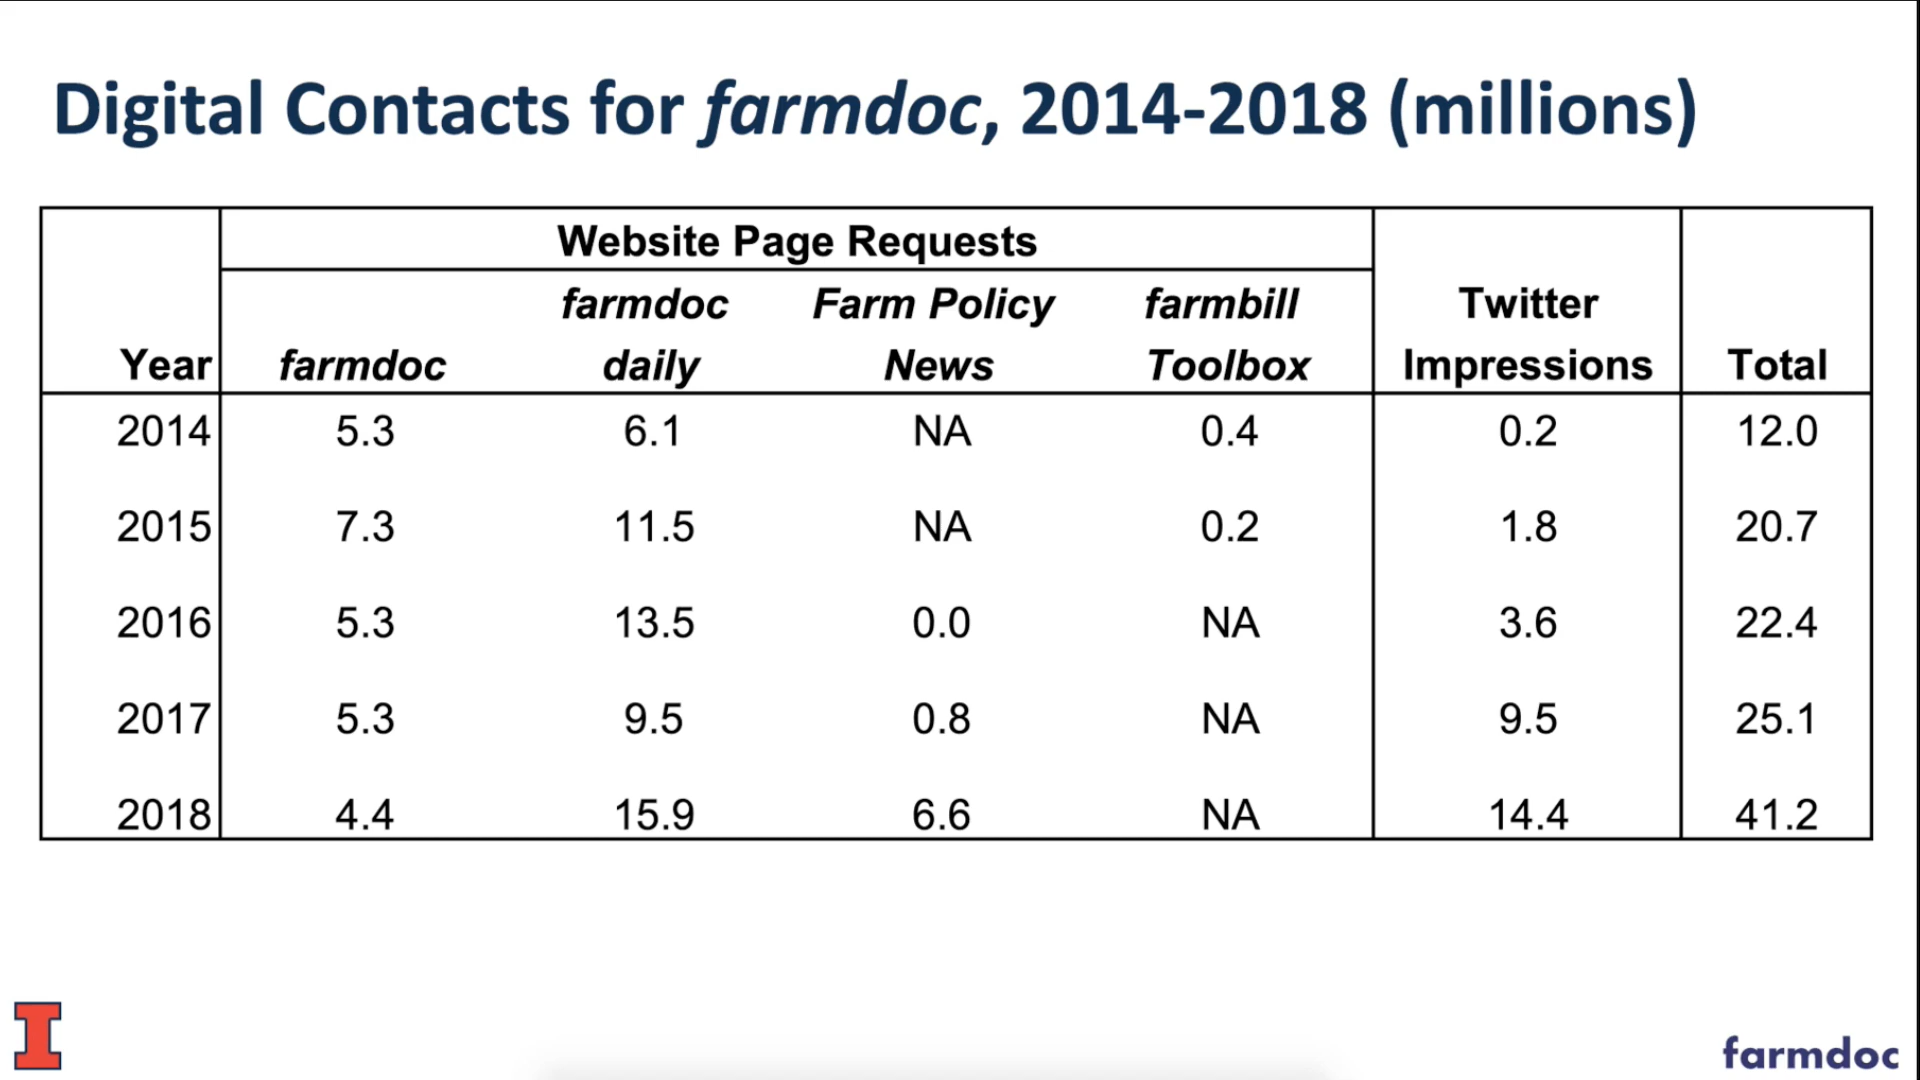 Digital Contacts for farmdoc, 2014-2018 (millions)
Website Page Requests
farmdoc Farm Policy farmbill Twitter
Year farmdoc daily News Toolbox Impressions Total
2014 5.3 6.1 NA 0.4 0.2 12.0
2015 7.3 11.5 NA 0.2 1.8 20.7
2016 5.3 13.5 0.0 NA 3.6 22.4
2017 5.3 9.5 0.8 NA 9.5 25.1
2018 4.4 15.9 6.6 NA 14.4 41.2
I
farmdoc